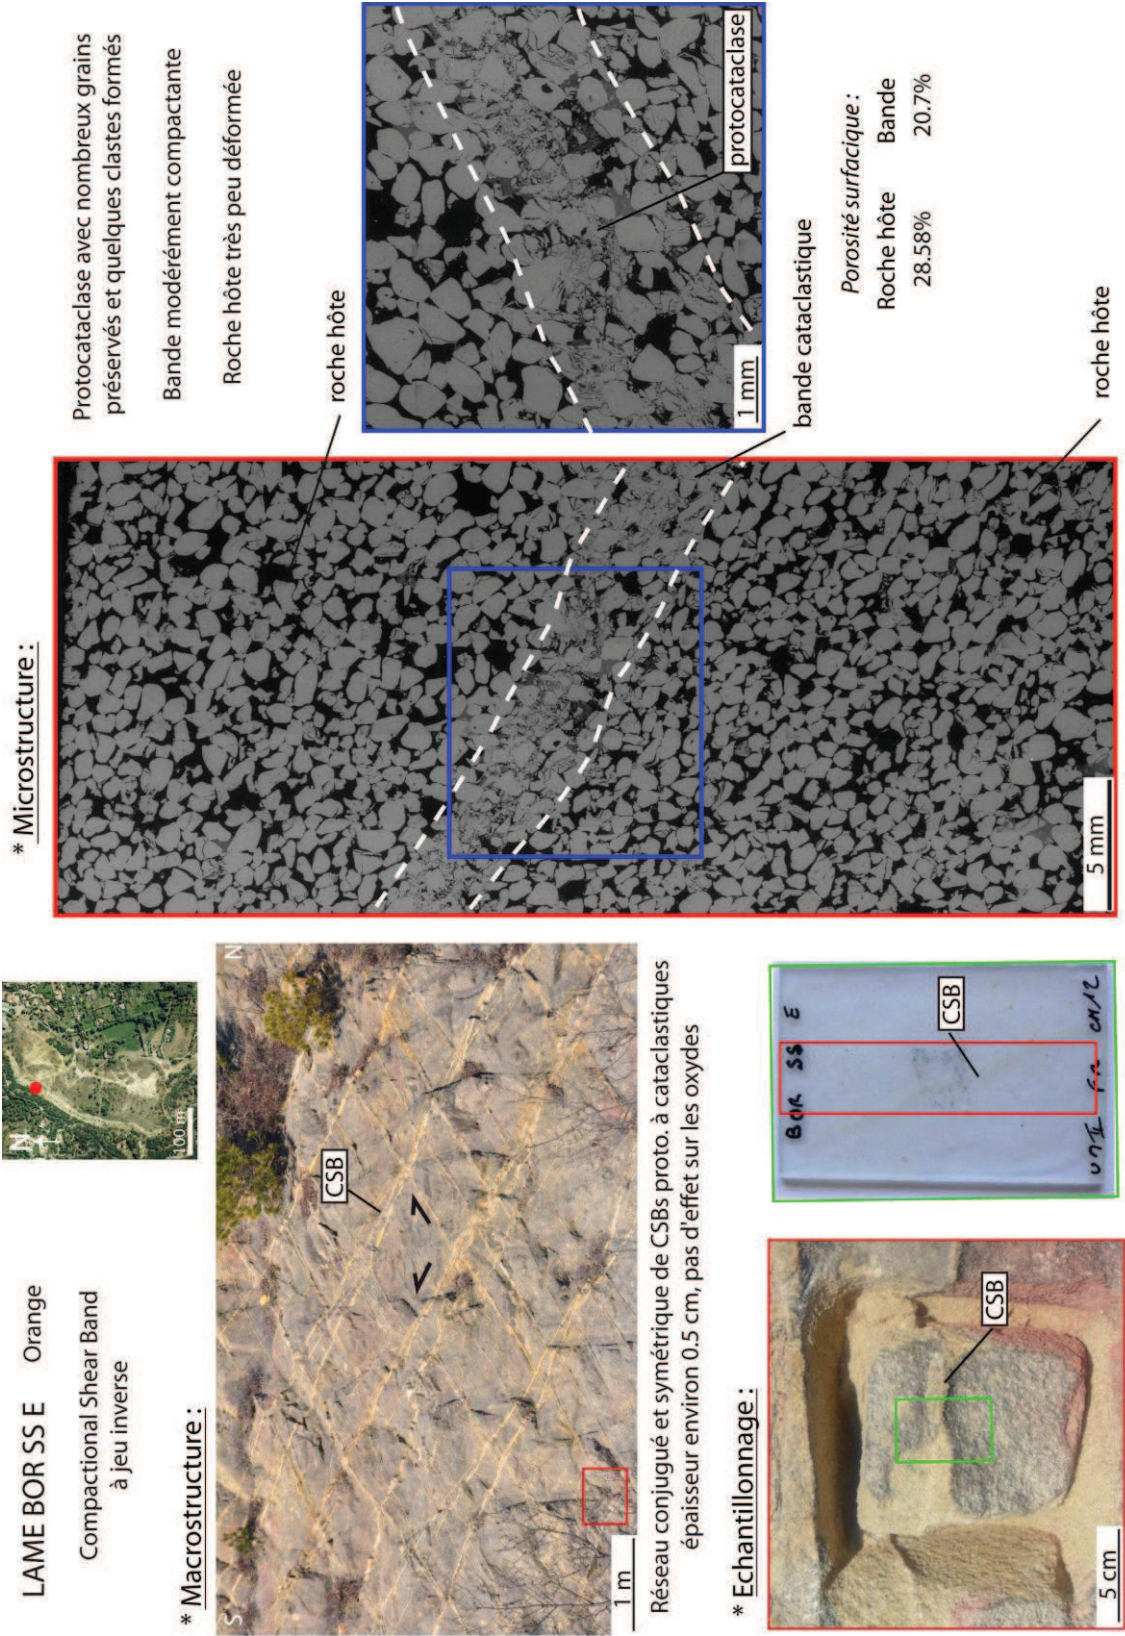 LAME BOR SS E Orange
Compactional Shear Band
à jeu inverse
N
100 m
* Macrostructure :
S
N
CSB
1 m
Réseau conjugué et symétrique de CSBs proto. à cataclastiques
épaisseur environ 0.5 cm, pas d'effet sur les oxydes
* Echantillonnage :
CSB
5 cm
BOR SS E
CSB
* Microstructure :
5 mm
roche hôte
bande cataclastique
roche hôte
Protocataclase avec nombreux grains
préservés et quelques clastes formés
Bande modérément compactante
Roche hôte très peu déformée
1 mm
protocataclase
Porosité surfacique :
Roche hôte Bande
28.58% 20.7%